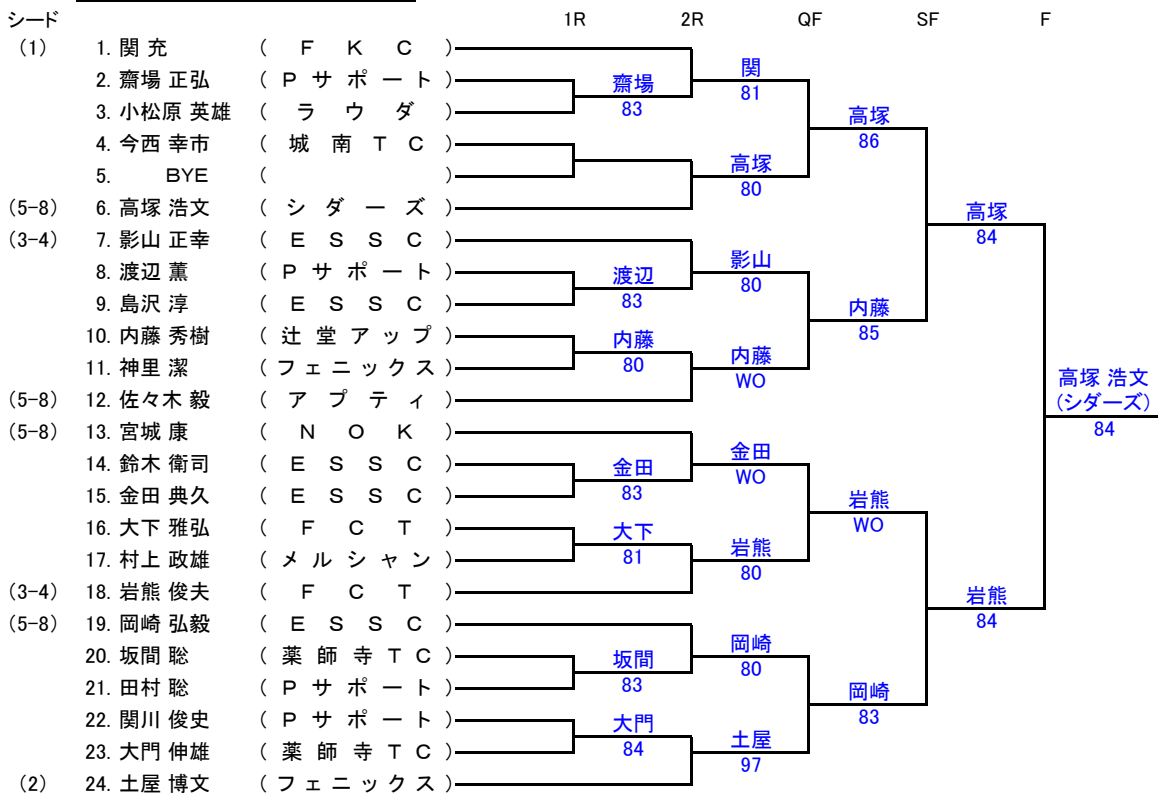 シード 1R 2R QF SF F
(1) 1. 関 充 ( F K C )
関
2. 齋場 正弘 ( P サ ポ ー ト )
齋場
81
3. 小松原 英雄 ( ラ ウ ダ )
83
高塚
4. 今西 幸市 ( 城 南 T C )
86
5. BYE ( )
高塚
80
6. 高塚 浩文 ( シ ダ ー ズ )
(5-8)
高塚
(3-4) 7. 影山 正幸 ( E S S C )
84
8. 渡辺 薫 ( P サ ポ ー ト )
影山
渡辺
80
9. 島沢 淳 ( E S S C )
83
内藤
10. 内藤 秀樹 ( 辻 堂 ア ッ プ )
内藤
85
11. 神里 潔 ( フ ェ ニ ッ ク ス )
80
内藤
WO
高塚 浩文
(5-8) 12. 佐々木 毅 ( ア プ テ ィ )
(シダーズ)
84
(5-8) 13. 宮城 康 ( N O K )
金田
14. 鈴木 衛司 ( E S S C )
金田
WO
15. 金田 典久 ( E S S C )
83
岩熊
16. 大下 雅弘 ( F C T )
大下
WO
17. 村上 政雄 ( メ ル シ ャ ン )
81
岩熊
80
(3-4) 18. 岩熊 俊夫 ( F C T )
岩熊
(5-8) 19. 岡崎 弘毅 ( E S S C )
84
20. 坂間 聡 ( 薬 師 寺 T C )
岡崎
坂間
80
21. 田村 聡 ( P サ ポ ー ト )
83
岡崎
22. 関川 俊史 ( P サ ポ ー ト )
大門
83
23. 大門 伸雄 ( 薬 師 寺 T C )
84
土屋
97
(2) 24. 土屋 博文 ( フ ェ ニ ッ ク ス )